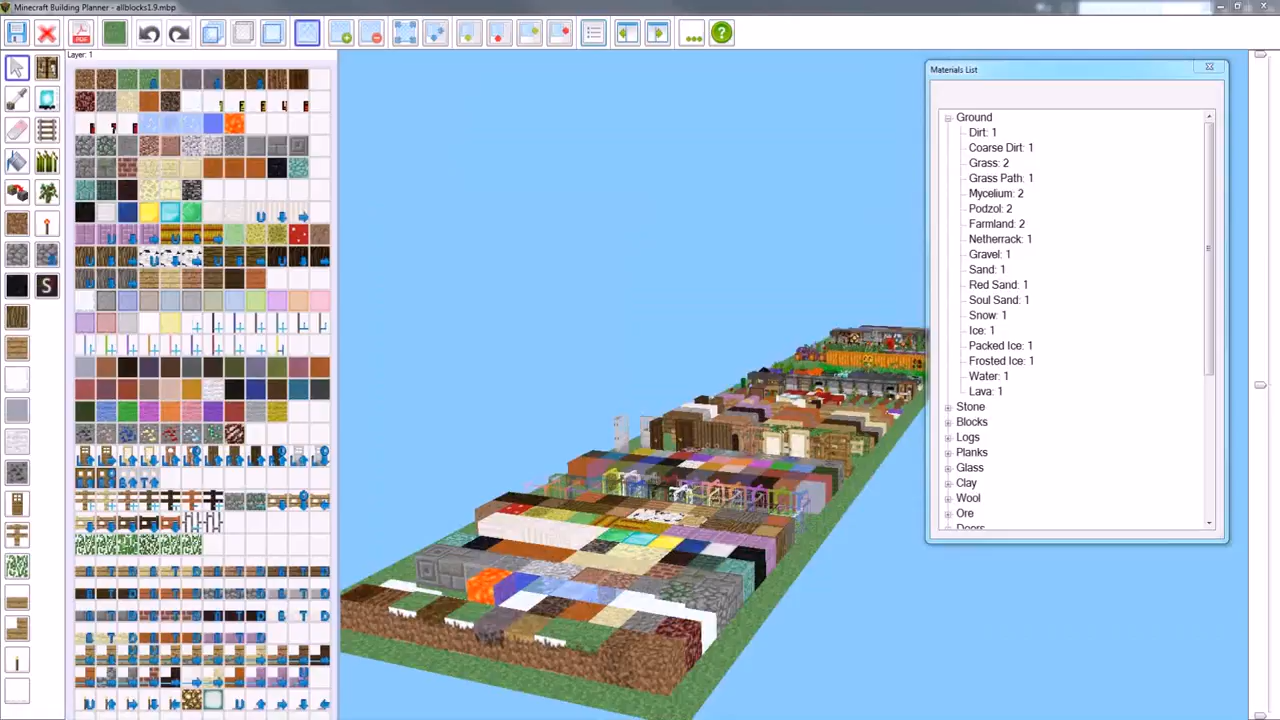 Minecraft Building Planner - allblocks1.9.mbp
Layer: 1
Materials List
Ground
Dirt: 1
Coarse Dirt: 1
Grass: 2
Grass Path: 1
Mycelium: 2
Podzol: 2
Farmland: 2
Netherrack: 1
Gravel: 1
Sand: 1
Red Sand: 1
Soul Sand: 1
Snow: 1
Ice: 1
Packed Ice: 1
Frosted Ice: 1
Water: 1
Lava: 1
Stone
Blocks
Logs
Planks
Glass
Clay
Wool
Ore
Doors
PDF
S